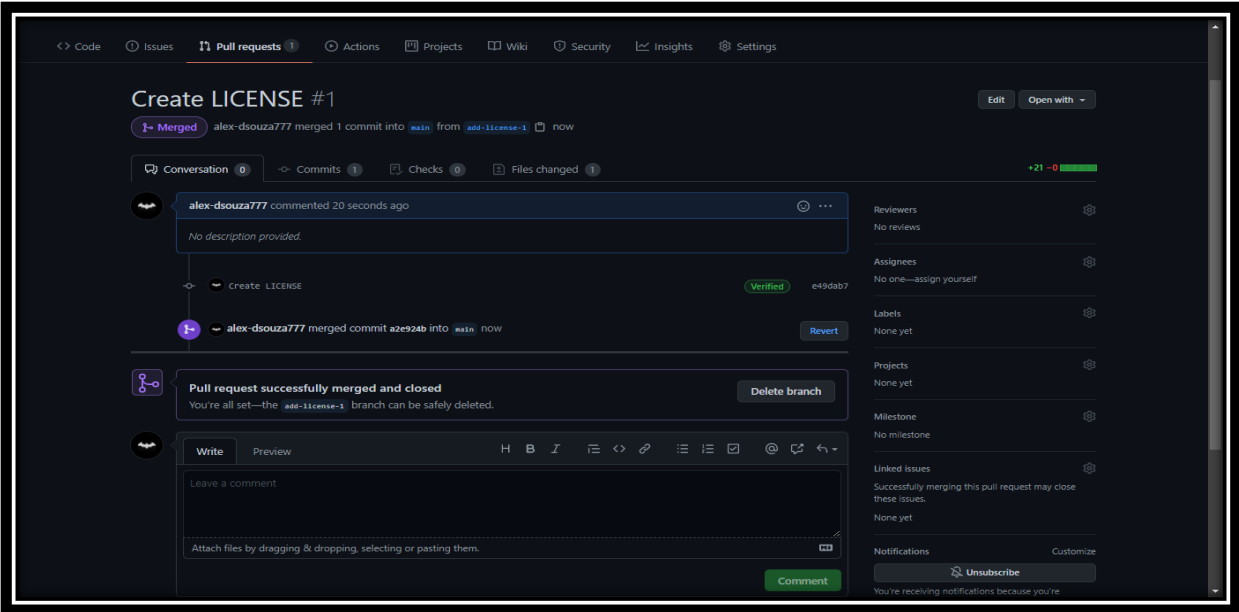 Code Issues Pull requests 1 Actions Projects Wiki Security Insights Settings
Create LICENSE #1
Edit Open with
Merged alex-dsouza777 merged 1 commit into main from add-license-1 now
Conversation 0 Commits 1 Checks 0 Files changed 1
+21 −0
alex-dsouza777 commented 20 seconds ago
No description provided.
Create LICENSE Verified e49dab7
alex-dsouza777 merged commit a2e924b into main now
Revert
Pull request successfully merged and closed
You're all set—the add-license-1 branch can be safely deleted.
Delete branch
Write Preview
H B I
Leave a comment
Attach files by dragging & dropping, selecting or pasting them.
Comment
Reviewers
No reviews
Assignees
No one—assign yourself
Labels
None yet
Projects
None yet
Milestone
No milestone
Linked issues
Successfully merging this pull request may close
these issues.
None yet
Notifications Customize
Unsubscribe
You're receiving notifications because you're